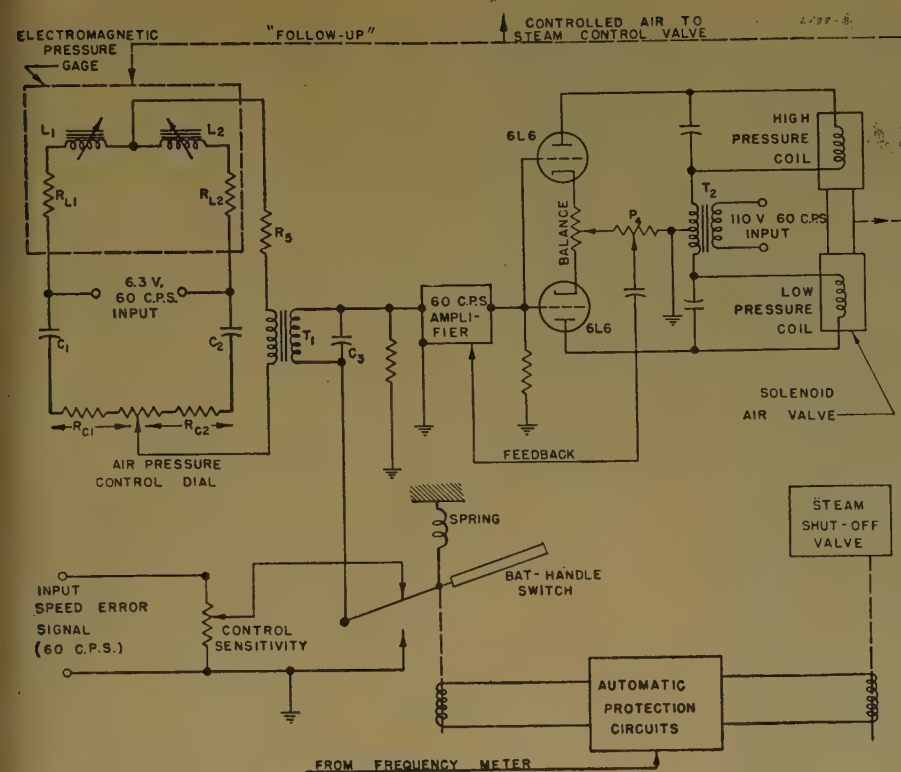 ELECTROMAGNETIC
PRESSURE
GAGE
"FOLLOW-UP"
CONTROLLED AIR TO
STEAM CONTROL VALVE
L1
L2
RL1
RL2
R5
6.3 V,
60 C.P.S.
INPUT
C1
C2
T1
C3
RC1
RC2
AIR PRESSURE
CONTROL DIAL
60 C.P.S.
AMPLI-
FIER
6L6
BALANCE
6L6
P4
T2
110 V 60 C.P.S.
INPUT
HIGH
PRESSURE
COIL
LOW
PRESSURE
COIL
SOLENOID
AIR VALVE
FEEDBACK
SPRING
BAT-HANDLE
SWITCH
STEAM
SHUT-OFF
VALVE
INPUT
SPEED ERROR
SIGNAL
(60 C.P.S.)
CONTROL
SENSITIVITY
AUTOMATIC
PROTECTION
CIRCUITS
FROM FREQUENCY METER